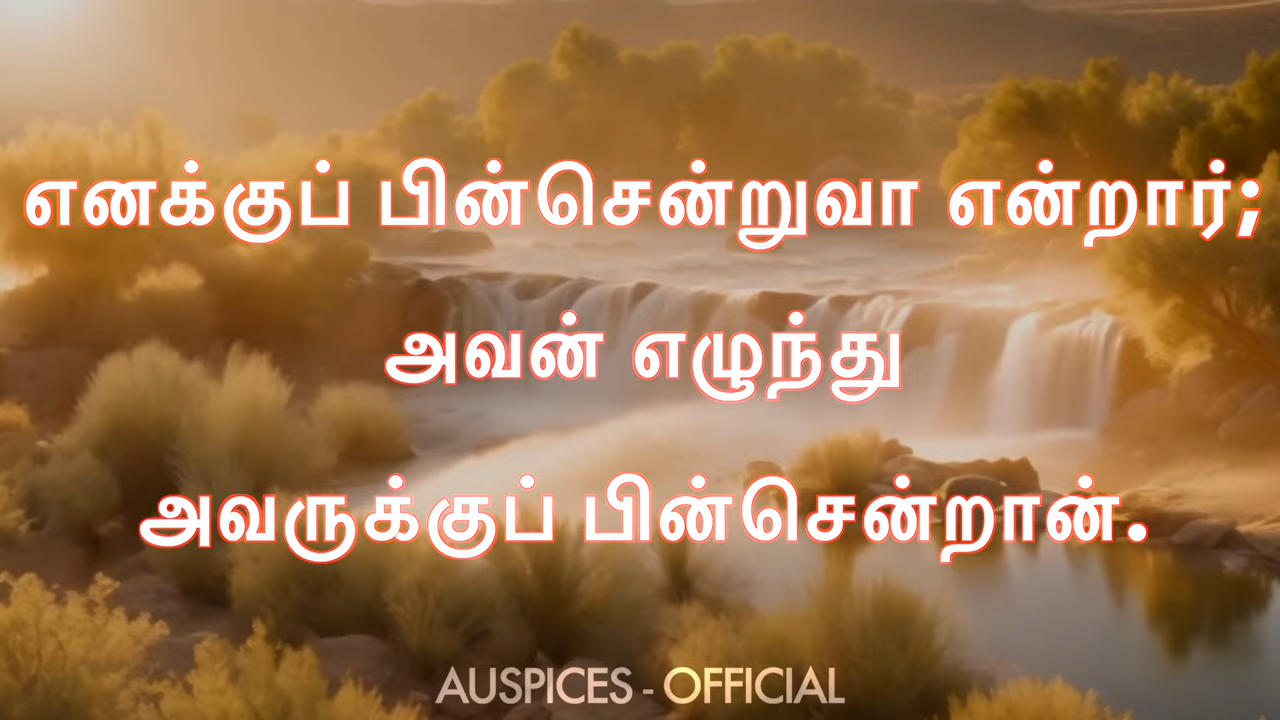 எனக்குப் பின்சென்றுவா என்றார்;
அவன் எழுந்து
அவருக்குப் பின்சென்றான்.
AUSPICES - OFFICIAL